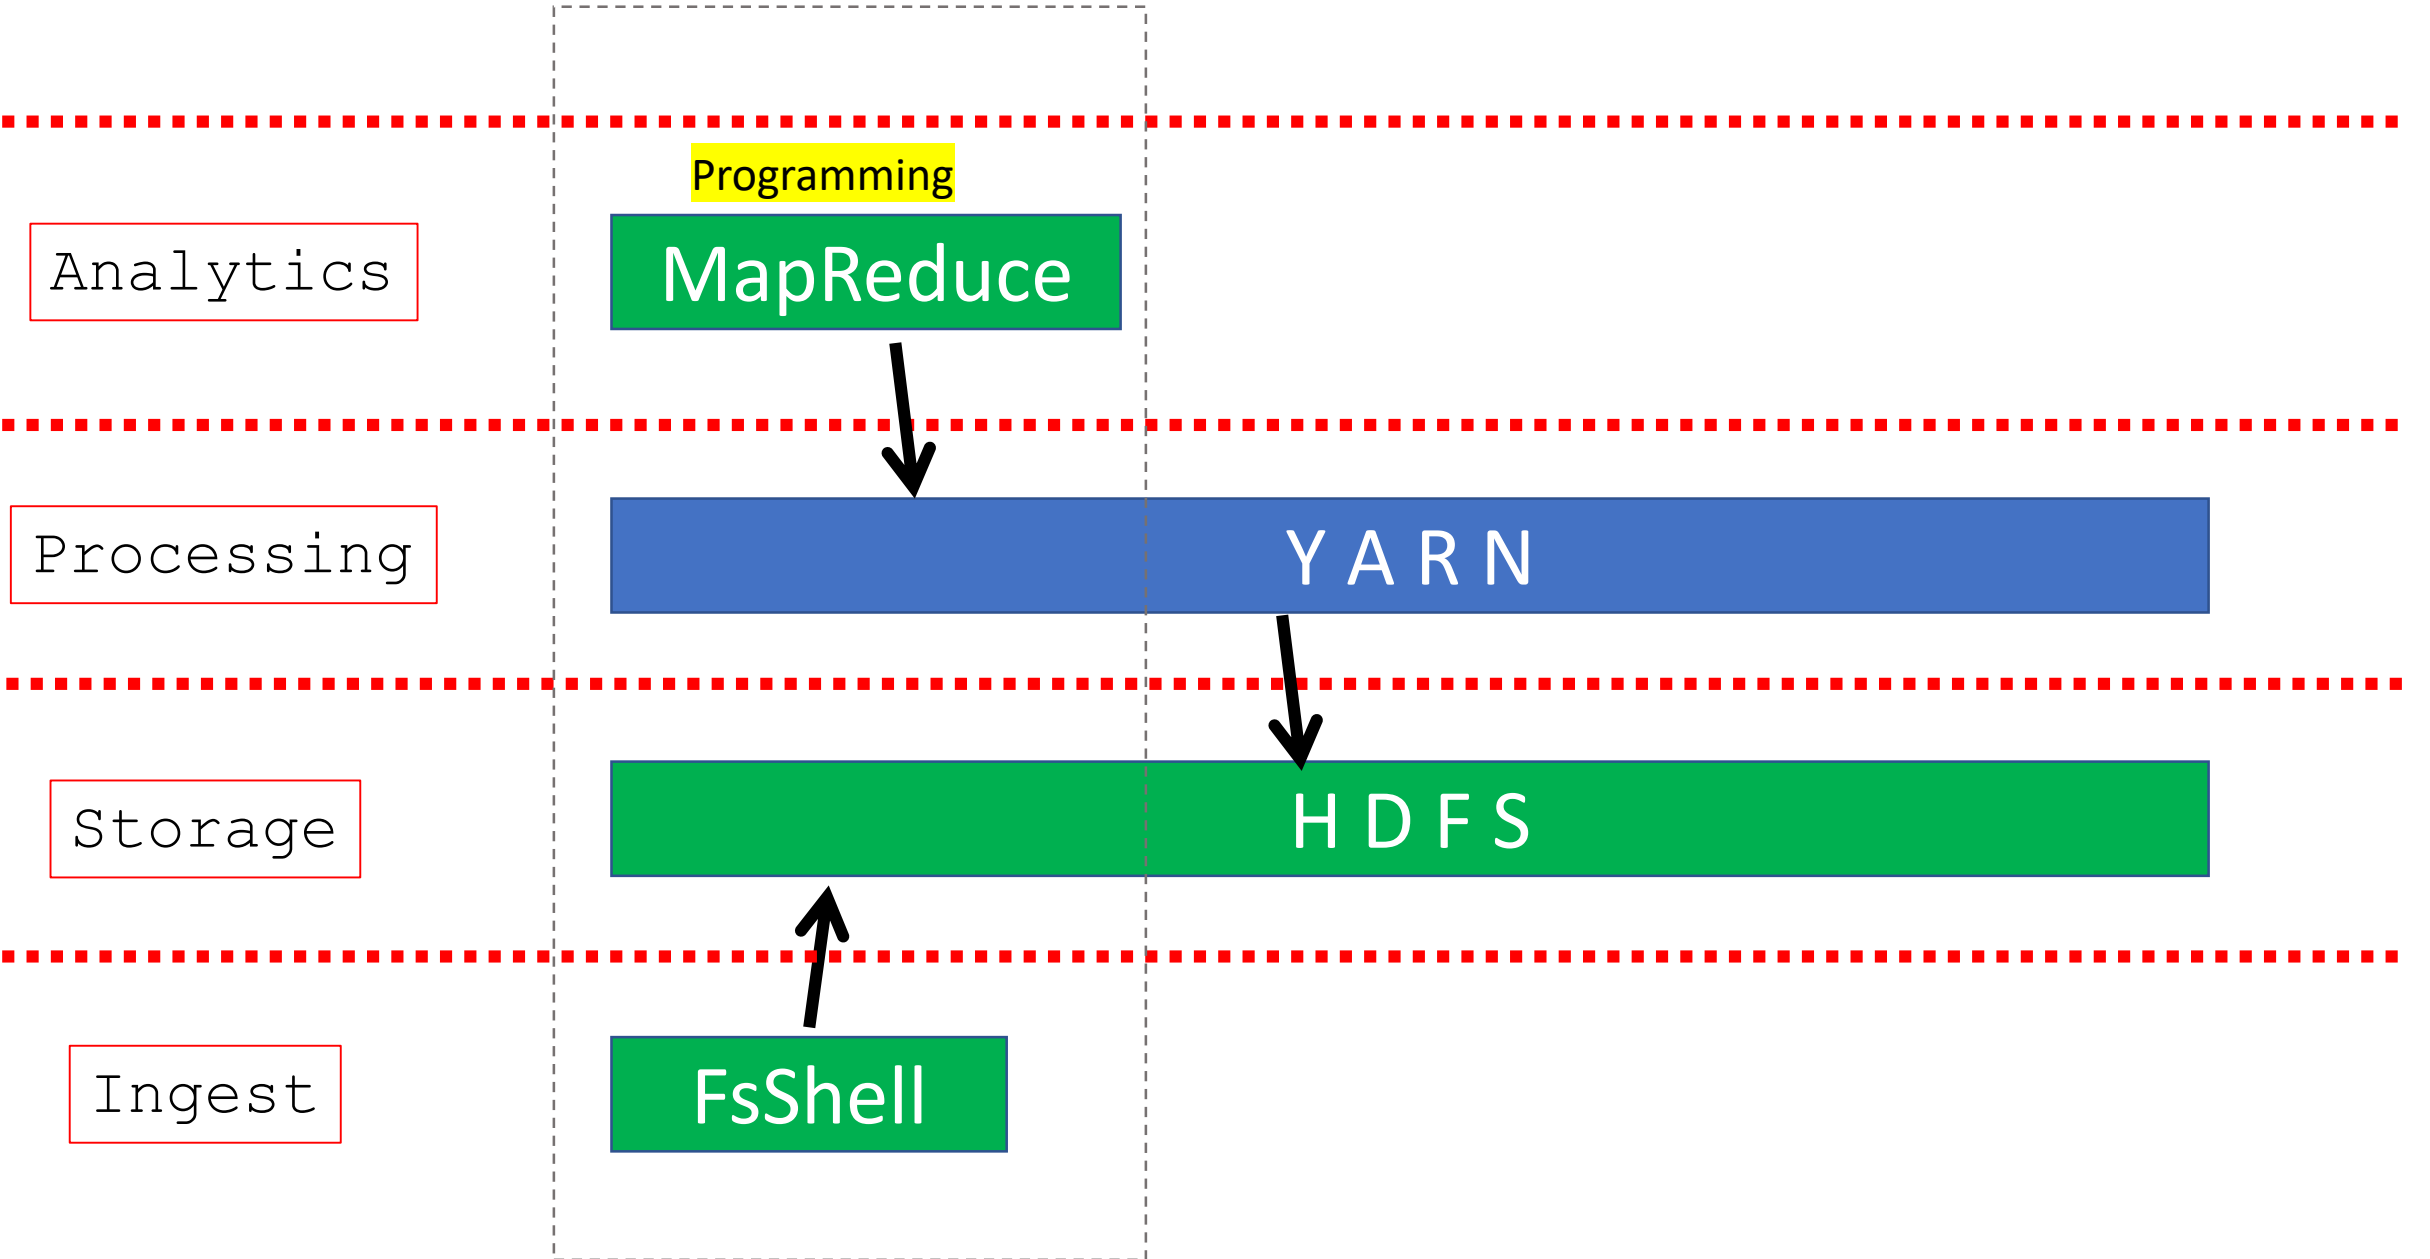 Programming
Analytics
MapReduce
Processing
Y A R N
Storage
H D F S
Ingest
FsShell